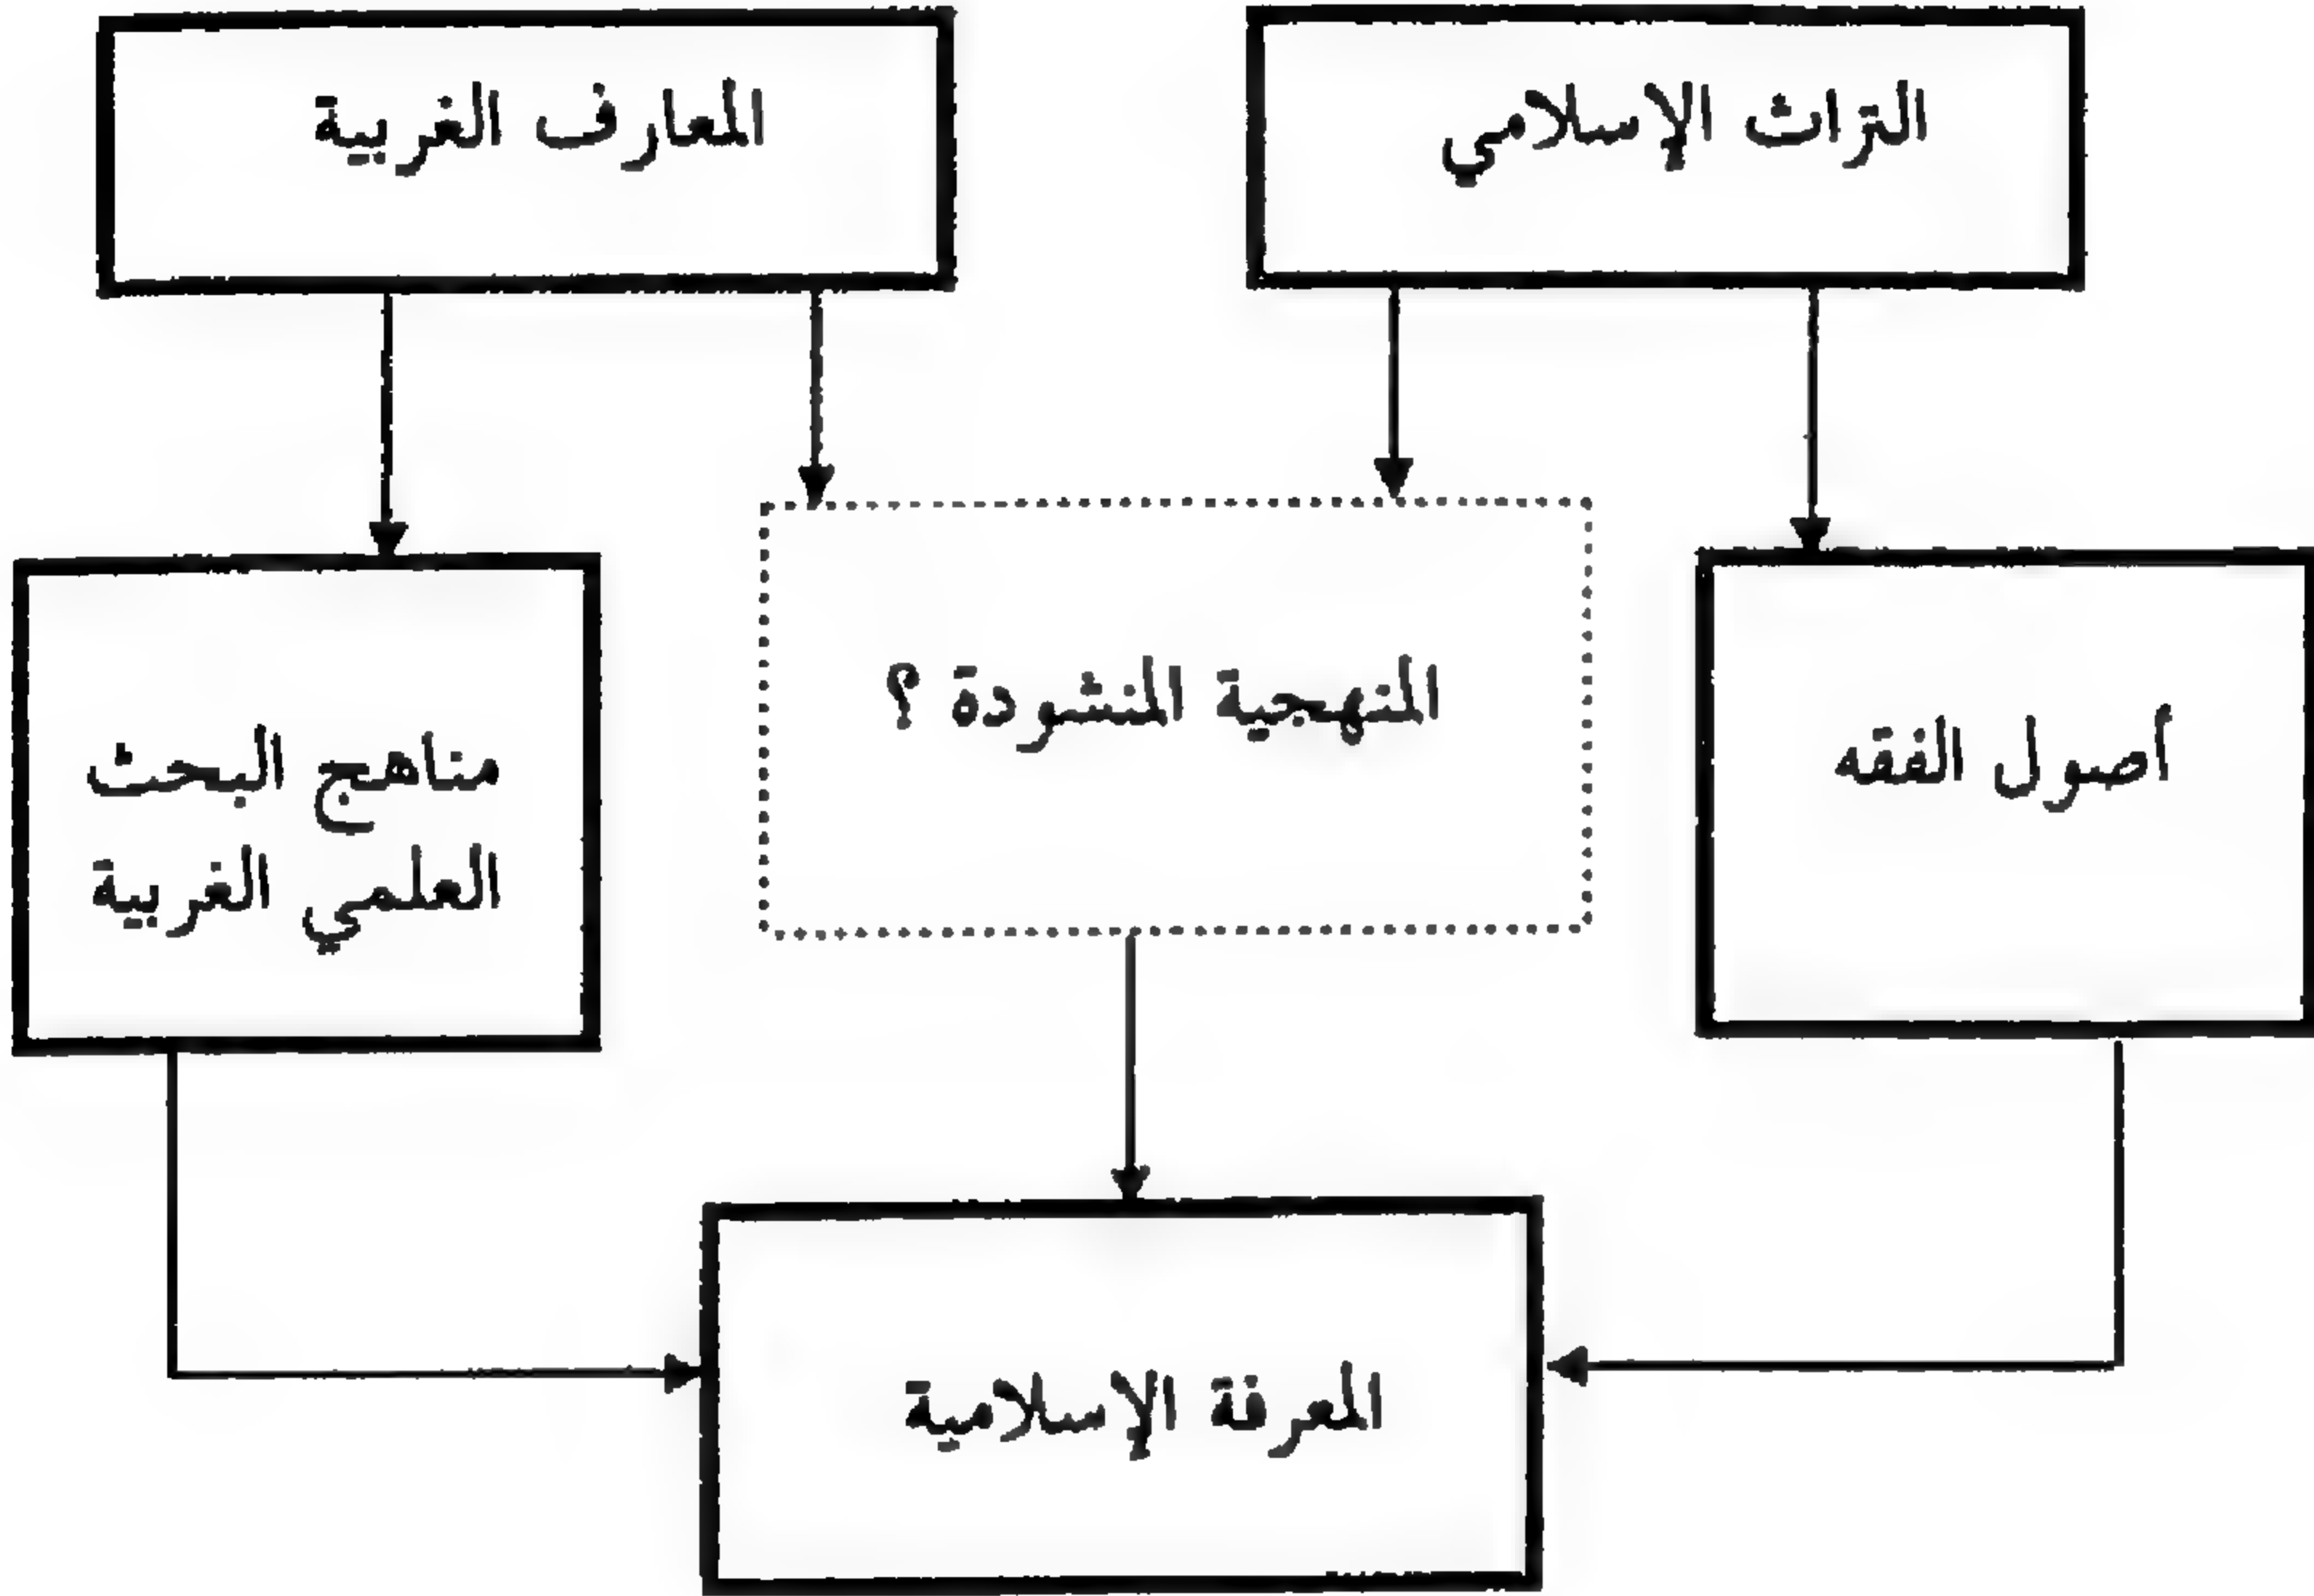 التراث الإسلامي
المعارف الغربية
أصول الفقه
المنهجية المنشودة ؟
مناهج البحث
العلمي الغربية
المعرفة الإسلامية